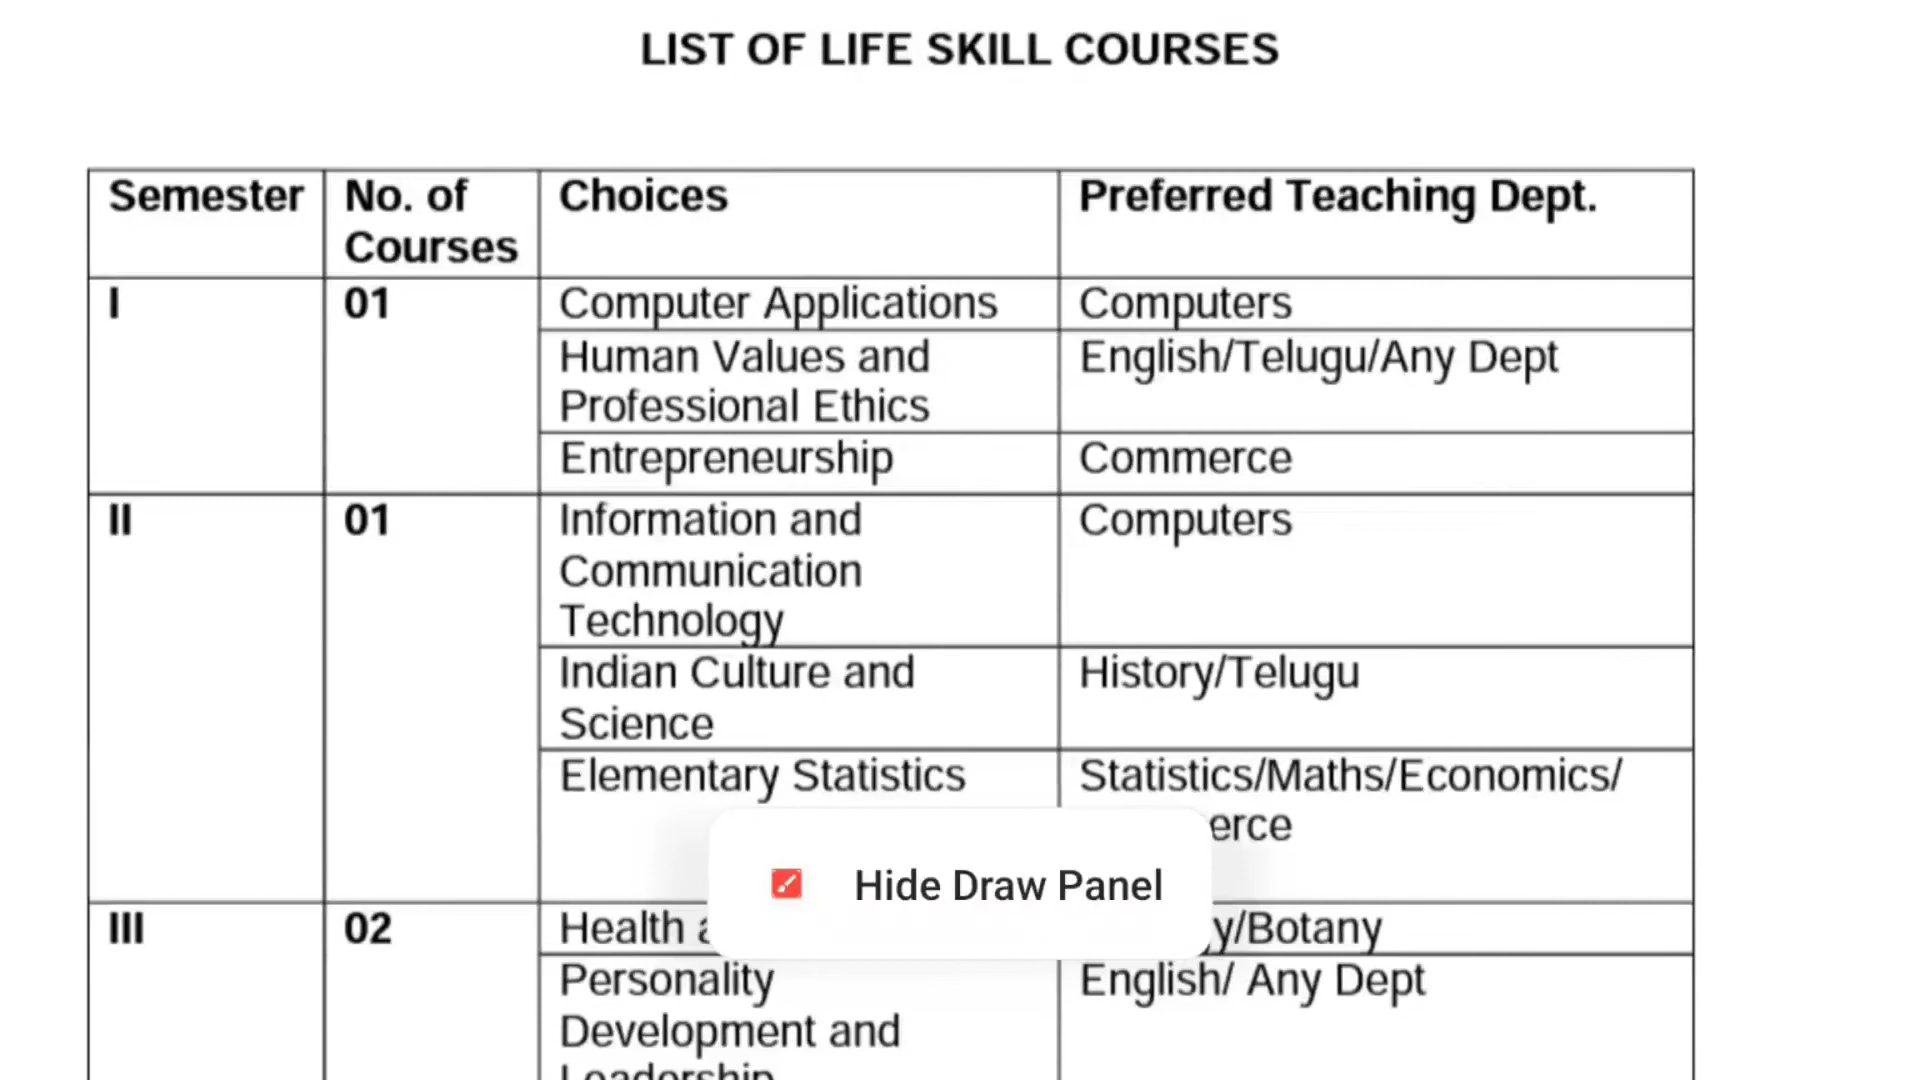 LIST OF LIFE SKILL COURSES
Semester
No. of
Courses
Choices
Preferred Teaching Dept.
I
01
Computer Applications
Computers
Human Values and
Professional Ethics
English/Telugu/Any Dept
Entrepreneurship
Commerce
II
01
Information and
Communication
Technology
Computers
Indian Culture and
Science
History/Telugu
Elementary Statistics
Statistics/Maths/Economics/
Hide Draw Panel
III
02
Health
/Botany
Personality
Development and
Leadership
English/ Any Dept